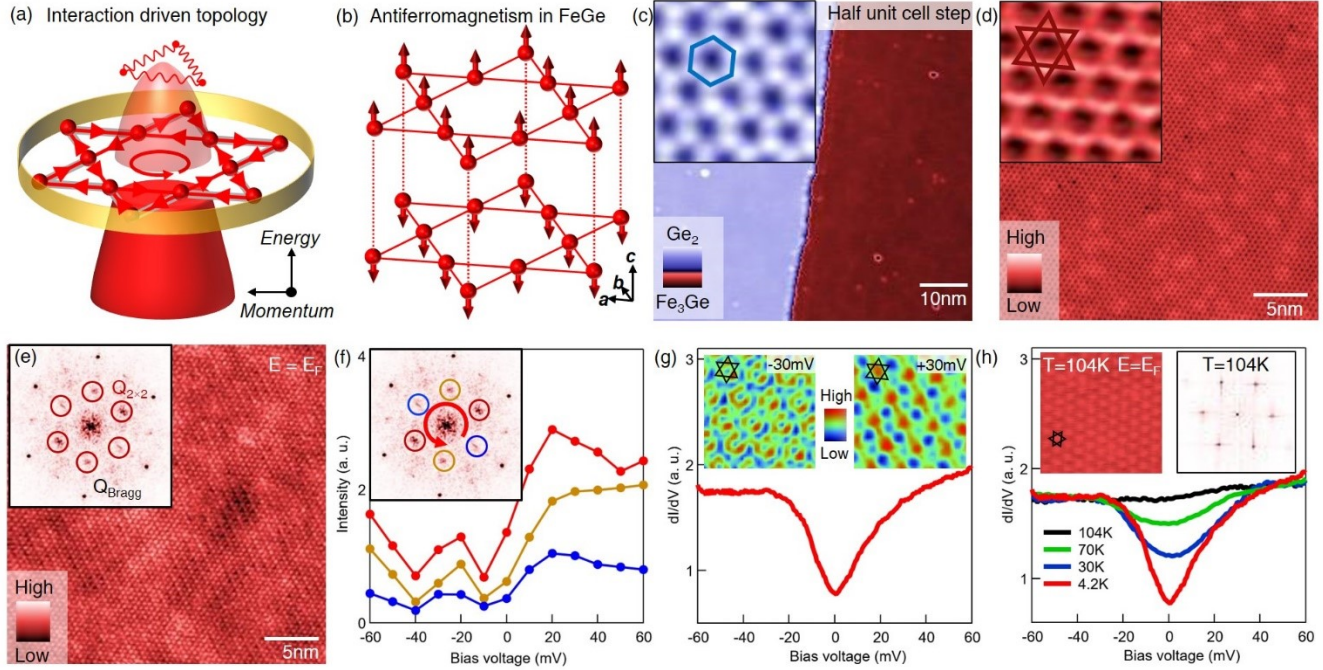 (a) Interaction driven topology
Energy
Momentum
(b) Antiferromagnetism in FeGe
c
b
a
(c)
Half unit cell step
Ge2
Fe3Ge
10nm
(d)
High
Low
5nm
(e)
E = EF
Q2×2
QBragg
High
Low
5nm
(f)
4
2
0
Intensity (a. u.)
-60 -40 -20 0 20 40 60
Bias voltage (mV)
(g)
-30mV
+30mV
High
Low
3
2
1
dI/dV (a. u.)
-60 -40 -20 0 20 40 60
Bias voltage (mV)
(h)
T=104K E=EF
T=104K
3
2
1
dI/dV (a. u.)
104K
70K
30K
4.2K
-60 -40 -20 0 20 40 60
Bias voltage (mV)